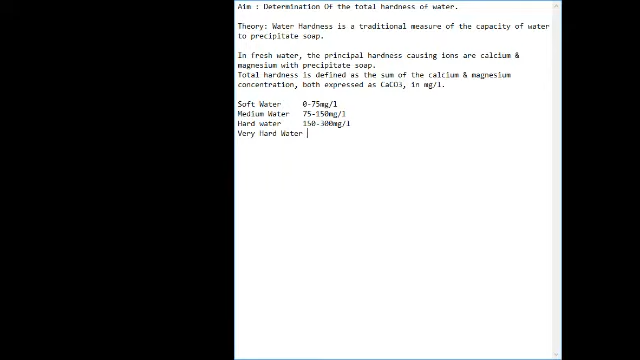 Aim : Determination Of the total hardness of water.
Theory: Water Hardness is a traditional measure of the capacity of water
to precipitate soap.
In fresh water, the principal hardness causing ions are calcium &
magnesium with precipitate soap.
Total hardness is defined as the sum of the calcium & magnesium
concentration, both expressed as CaCO3, in mg/l.
Soft Water 0-75mg/l
Medium Water 75-150mg/l
Hard water 150-300mg/l
Very Hard Water